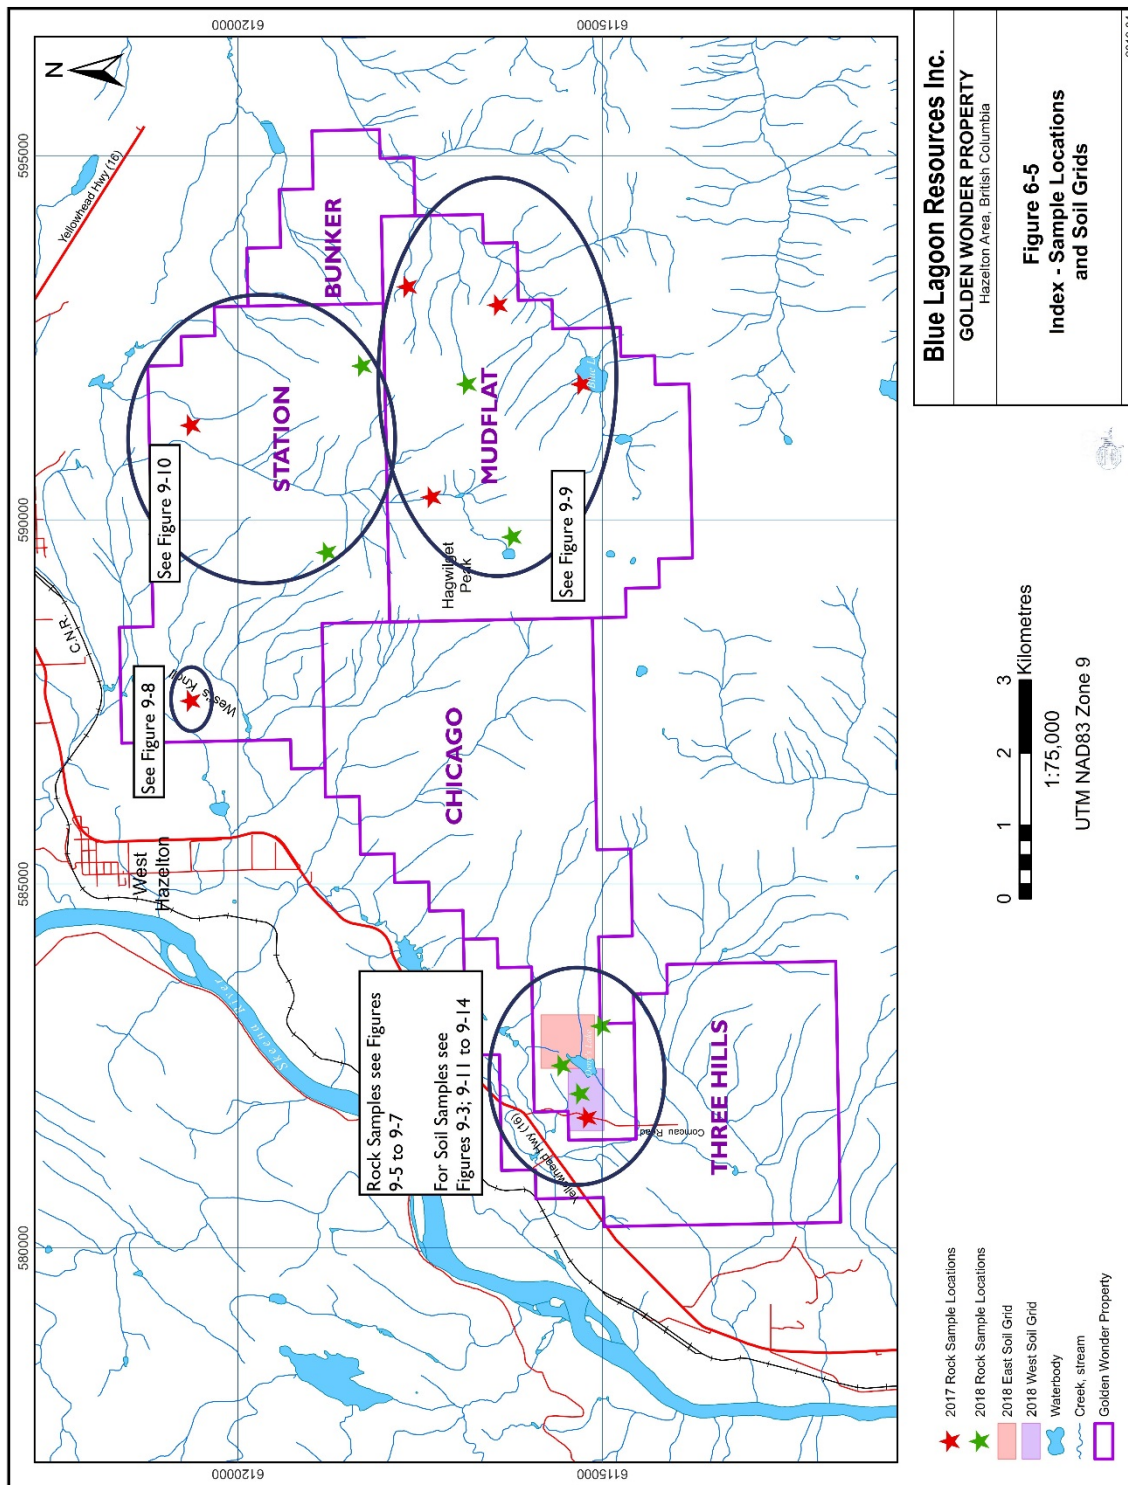 N
595000
590000
585000
580000
6120000
6115000
6120000
6115000
Yellowhead Hwy (16)
C.N.R.
West
Hazelton
Skeena River
See Figure 9-8
West's Knoll
See Figure 9-10
STATION
BUNKER
MUDFLAT
Hagwilget
Peak
See Figure 9-9
CHICAGO
Rock Samples see Figures
9-5 to 9-7
For Soil Samples see
Figures 9-3; 9-11 to 9-14
Yellowhead Hwy (16)
Comeau Road
THREE HILLS
2017 Rock Sample Locations
2018 Rock Sample Locations
2018 East Soil Grid
2018 West Soil Grid
Waterbody
Creek, stream
Golden Wonder Property
0 1 2 3 Kilometres
1:75,000
UTM NAD83 Zone 9
Blue Lagoon Resources Inc.
GOLDEN WONDER PROPERTY
Hazelton Area, British Columbia
Figure 6-5
Index - Sample Locations
and Soil Grids